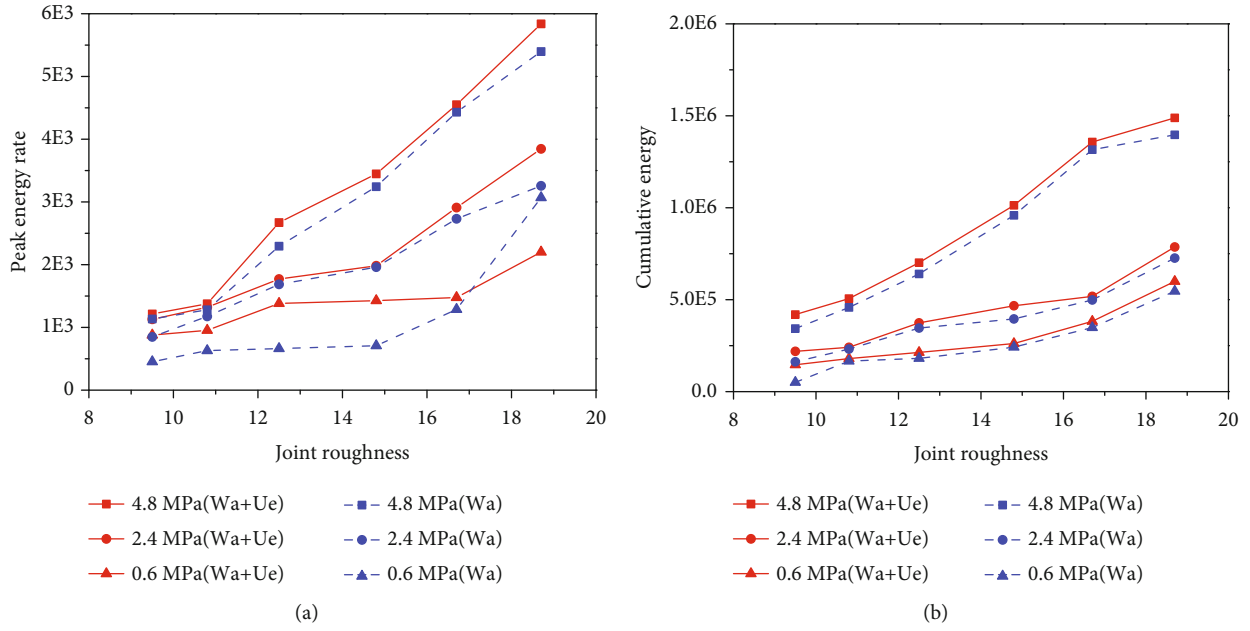 6E3
5E3
4E3
3E3
2E3
1E3
0
Peak energy rate
8 10 12 14 16 18 20
Joint roughness
4.8 MPa(Wa+Ue) 4.8 MPa(Wa)
2.4 MPa(Wa+Ue) 2.4 MPa(Wa)
0.6 MPa(Wa+Ue) 0.6 MPa(Wa)
(a)
2.0E6
1.5E6
1.0E6
5.0E5
0.0
Cumulative energy
8 10 12 14 16 18 20
Joint roughness
4.8 MPa(Wa+Ue) 4.8 MPa(Wa)
2.4 MPa(Wa+Ue) 2.4 MPa(Wa)
0.6 MPa(Wa+Ue) 0.6 MPa(Wa)
(b)